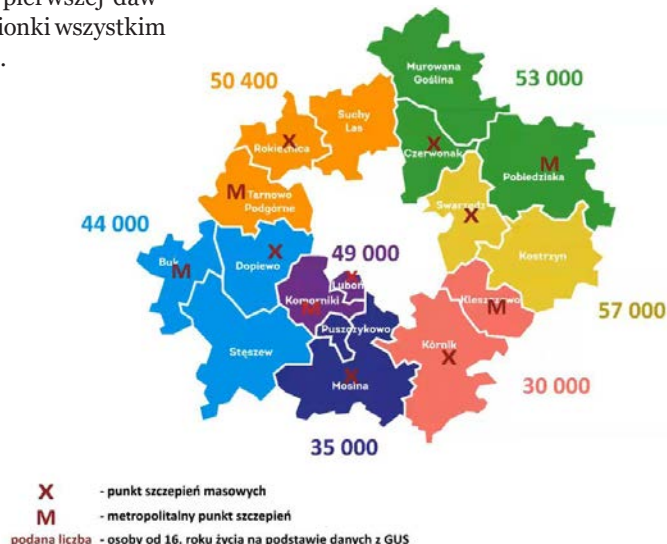 pierwszej daw
ionki wszystkim
.
50 400
53 000
Murowana
Goślina
Suchy
Las
X
Rokietnica
X
Czerwonak
M
Pobiedziska
M
Tarnowo
Podgórne
Swarzędz
X
44 000
49 000
Kostrzyn
Buk
M
X
Dopiewo
X
Luboń
Komorniki
M
Kleszczewo
M
57 000
Puszczykowo
Stęszew
Kórnik
X
X
Mosina
30 000
35 000
X - punkt szczepień masowych
M - metropolitalny punkt szczepień
podana liczba - osoby od 16. roku życia na podstawie danych z GUS